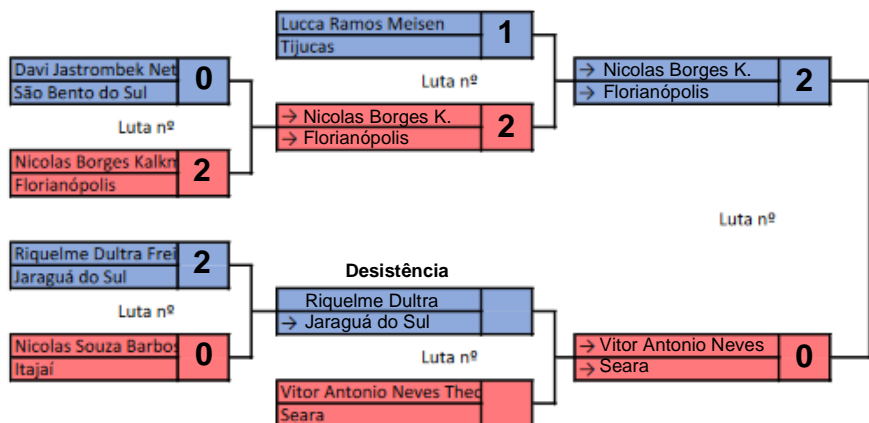 Lucca Ramos Meisen
Tijucas
1
Davi Jastrombek Net
São Bento do Sul
0
Luta nº
→ Nicolas Borges K.
→ Florianópolis
2
Luta nº
→ Nicolas Borges K.
→ Florianópolis
2
Nicolas Borges Kalkm
Florianópolis
2
Luta nº
Riquelme Dultra Frei
Jaraguá do Sul
2
Desistência
Riquelme Dultra
→ Jaraguá do Sul
Luta nº
Nicolas Souza Barbos
Itajaí
0
Luta nº
→ Vitor Antonio Neves
→ Seara
0
Vitor Antonio Neves Theo
Seara